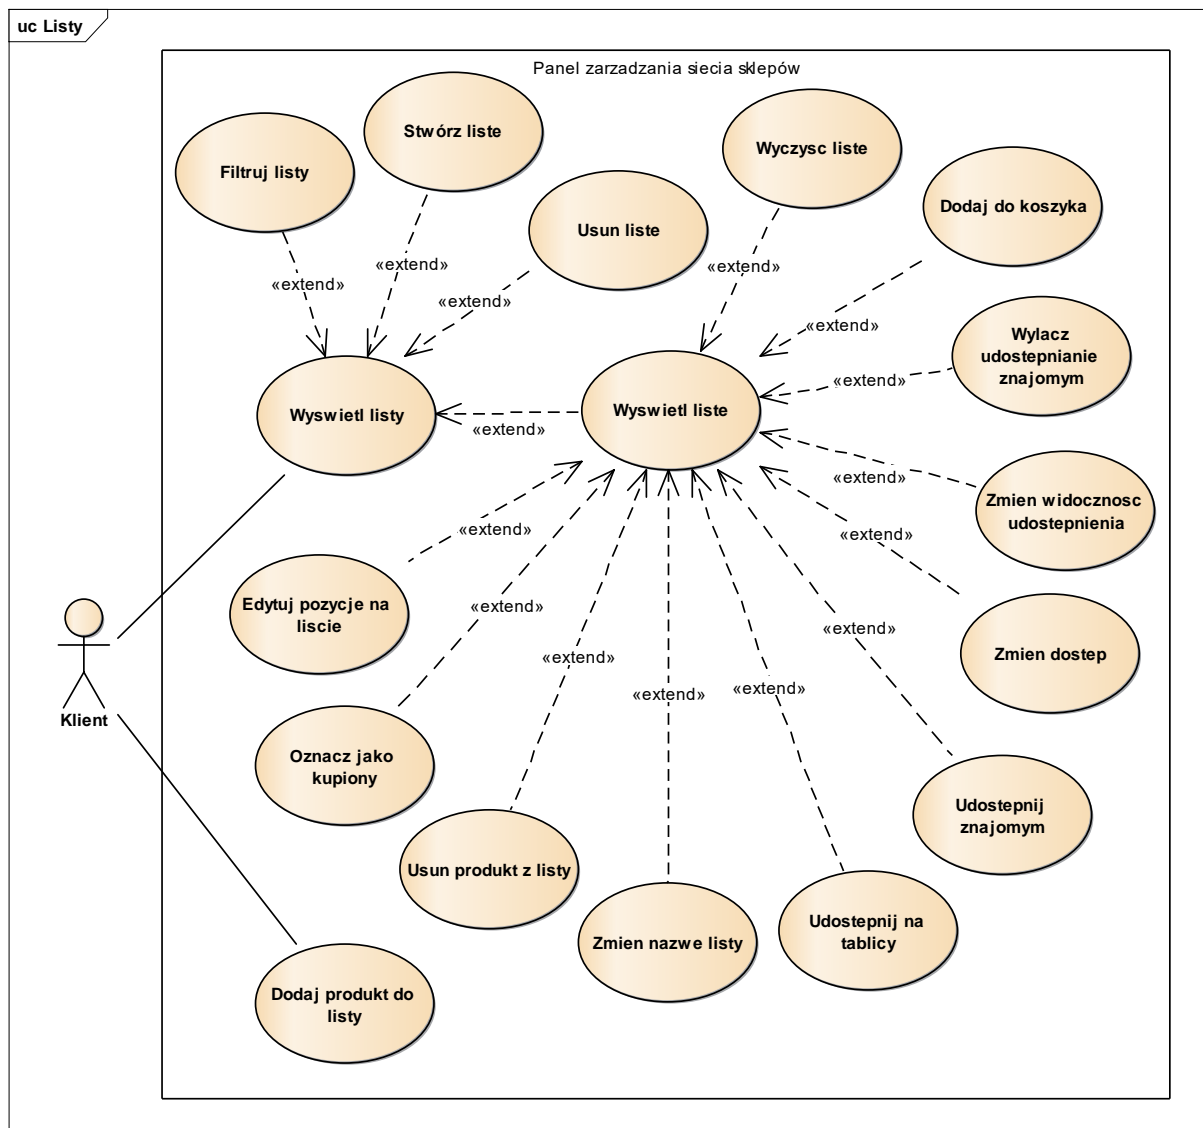 uc Listy
Panel zarzadzania siecia sklepów
Filtruj listy
Stwórz liste
Usun liste
Wyczysc liste
Dodaj do koszyka
«extend»
«extend»
«extend»
«extend»
«extend»
Wylacz
udostepnianie
znajomym
Wyswietl listy
«extend»
Wyswietl liste
«extend»
«extend»
Zmien widocznosc
udostepnienia
«extend»
«extend»
Edytuj pozycje na
liscie
«extend»
«extend»
Zmien dostep
«extend»
«extend»
«extend»
Klient
Oznacz jako
kupiony
Udostepnij
znajomym
Usun produkt z listy
Zmien nazwe listy
Udostepnij na
tablicy
Dodaj produkt do
listy
«extend»